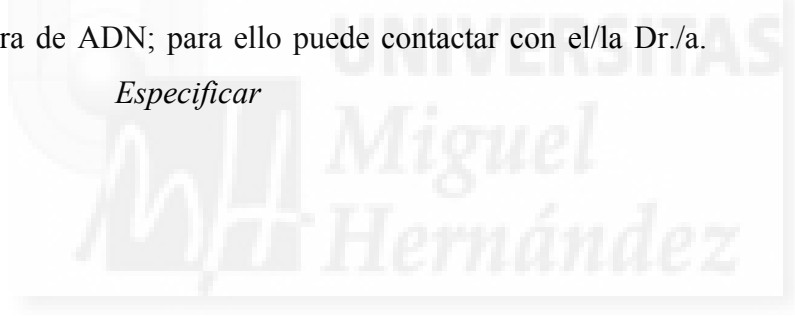 ra de ADN; para ello puede contactar con el/la Dr./a.
Especificar
UNIVERSITAS
Miguel
Hernández